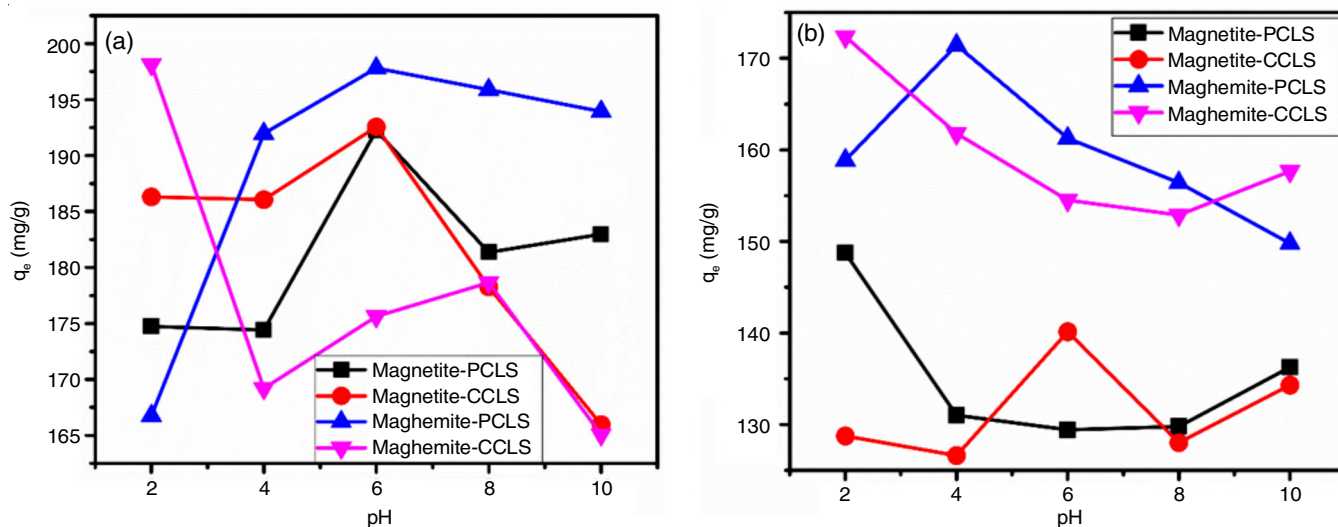 (a)
200
195
190
185
180
175
170
165
qe (mg/g)
Magnetite-PCLS
Magnetite-CCLS
Maghemite-PCLS
Maghemite-CCLS
2 4 6 8 10
pH
(b)
170
160
150
140
130
qe (mg/g)
Magnetite-PCLS
Magnetite-CCLS
Maghemite-PCLS
Maghemite-CCLS
2 4 6 8 10
pH